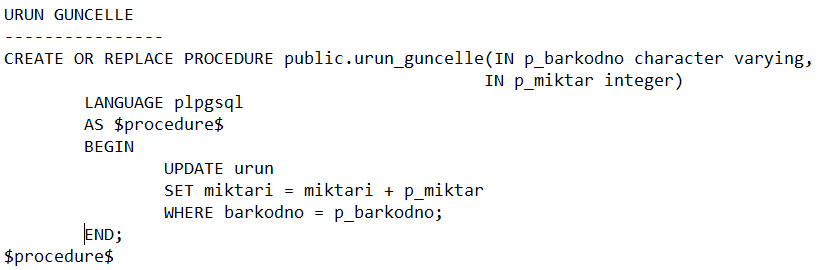 URUN GUNCELLE
----------------
CREATE OR REPLACE PROCEDURE public.urun_guncelle(IN p_barkodno character varying,
                                                IN p_miktar integer)
        LANGUAGE plpgsql
        AS $procedure$
        BEGIN
                UPDATE urun
                SET miktari = miktari + p_miktar
                WHERE barkodno = p_barkodno;
        END;
$procedure$